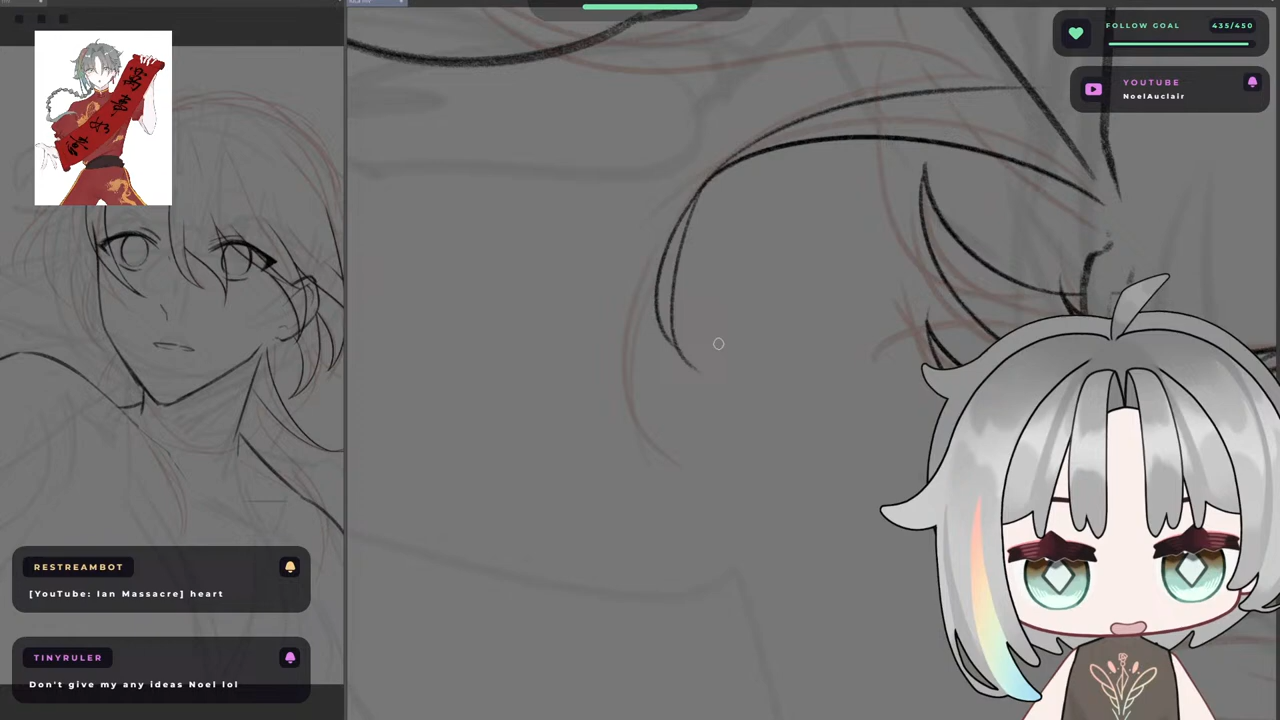 FOLLOW GOAL 435/450
YOUTUBE
NoelAuclair
RESTREAMBOT
[YouTube: Ian Massacre] heart
TINYRULER
Don't give my any ideas Noel lol